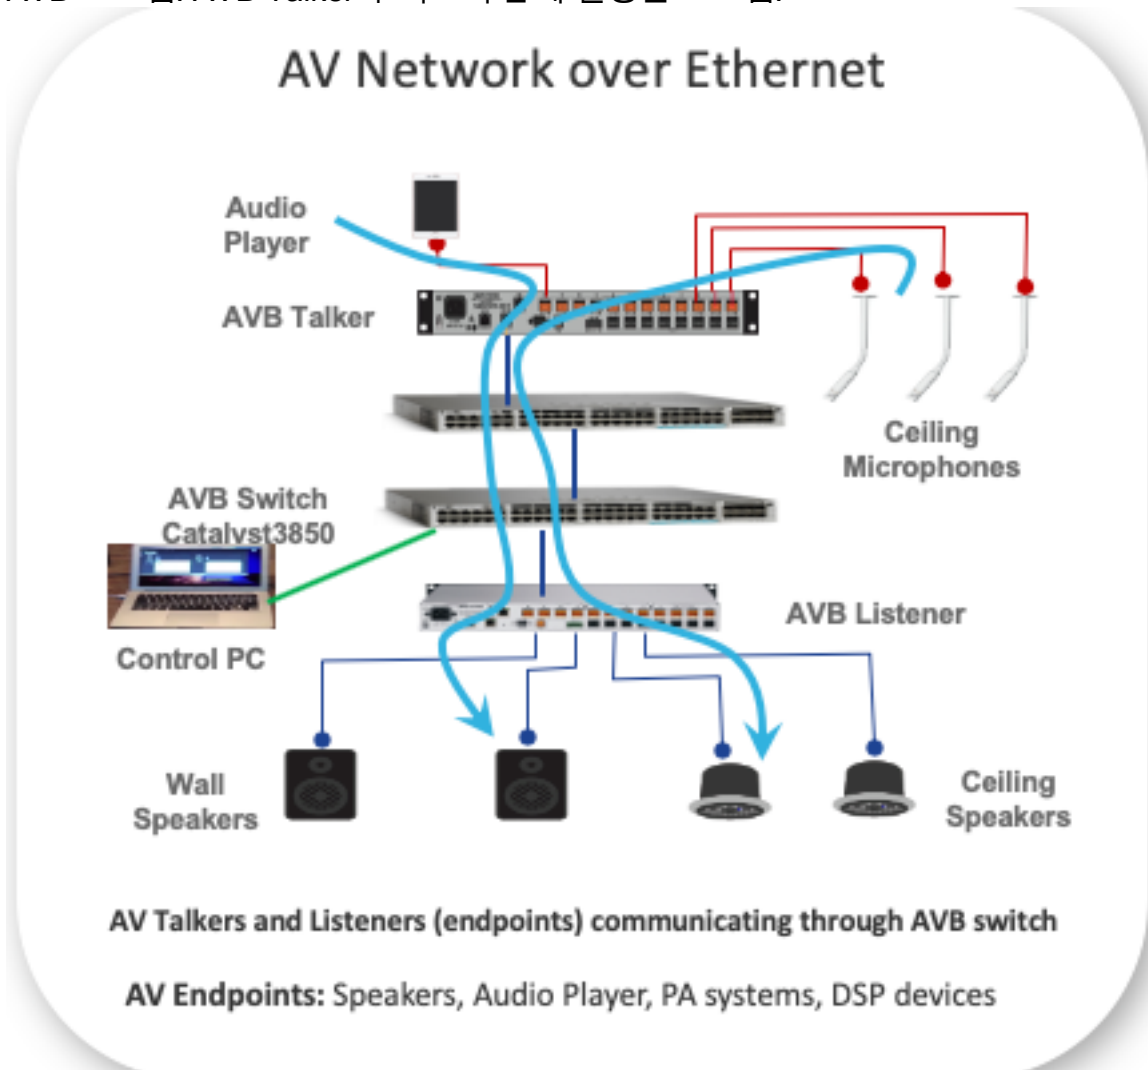 AV Network over Ethernet
Audio
Player
AVB Talker
Ceiling
Microphones
AVB Switch
Catalyst3850
Control PC
AVB Listener
Wall
Speakers
Ceiling
Speakers
AV Talkers and Listeners (endpoints) communicating through AVB switch
AV Endpoints: Speakers, Audio Player, PA systems, DSP devices